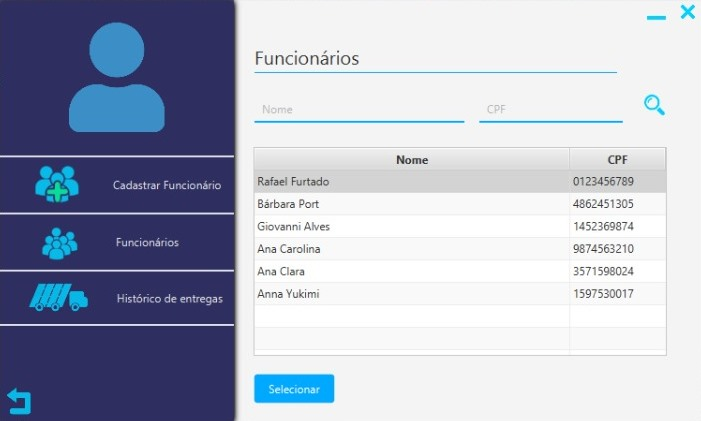 Cadastrar Funcionário
Funcionários
Histórico de entregas
Funcionários
Nome CPF
Nome CPF
Rafael Furtado 0123456789
Bárbara Port 4862451305
Giovanni Alves 1452369874
Ana Carolina 9874563210
Ana Clara 3571598024
Anna Yukimi 1597530017
Selecionar